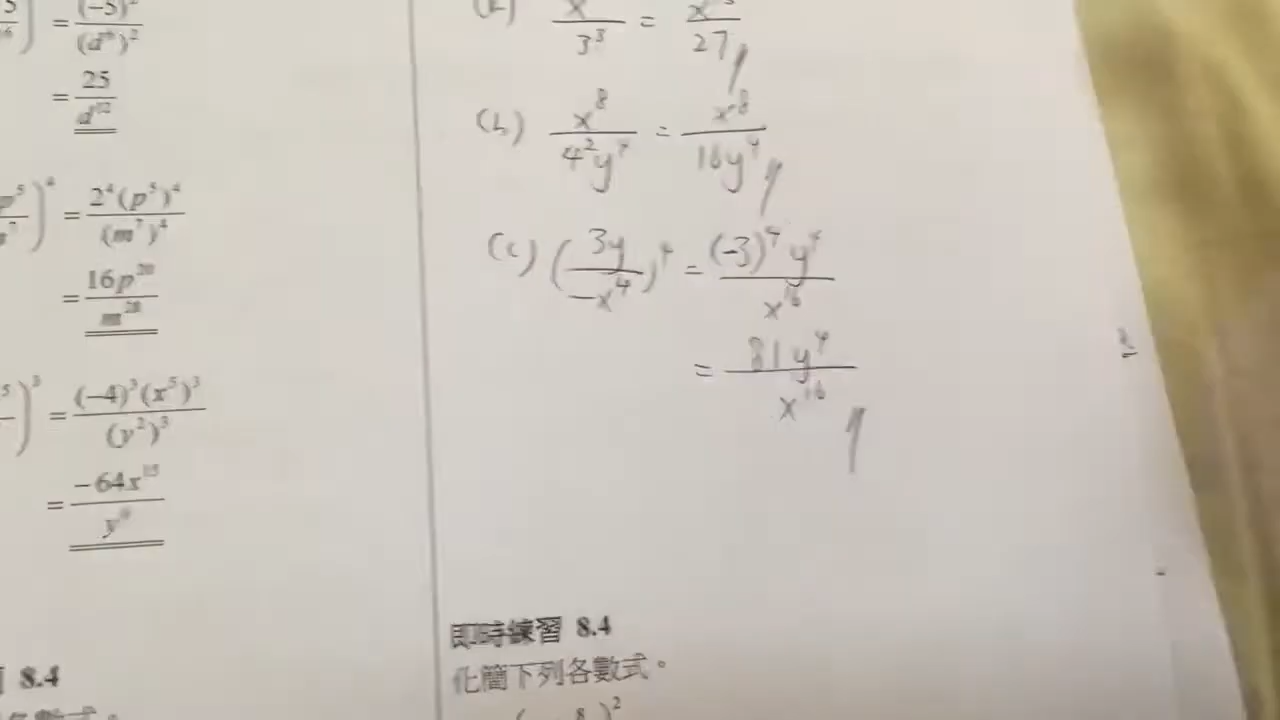 = (-5)² / (d⁶)²
= 25 / d¹²
)⁴ = 2⁴(p⁵)⁴ / (m⁷)⁴
= 16p²⁰ / m²⁸
)³ = (-4)³(x⁵)³ / (y²)³
= -64x¹⁵ / y⁶
8.4
/ 3³ = / 27
(b) x⁸ / 4²y⁴ = x⁸ / 16y⁴
(c) (3y / -x⁴)⁴ = (-3)⁴y⁴ / x¹⁶
= 81y⁴ / x¹⁶
即時練習 8.4
化簡下列各數式。